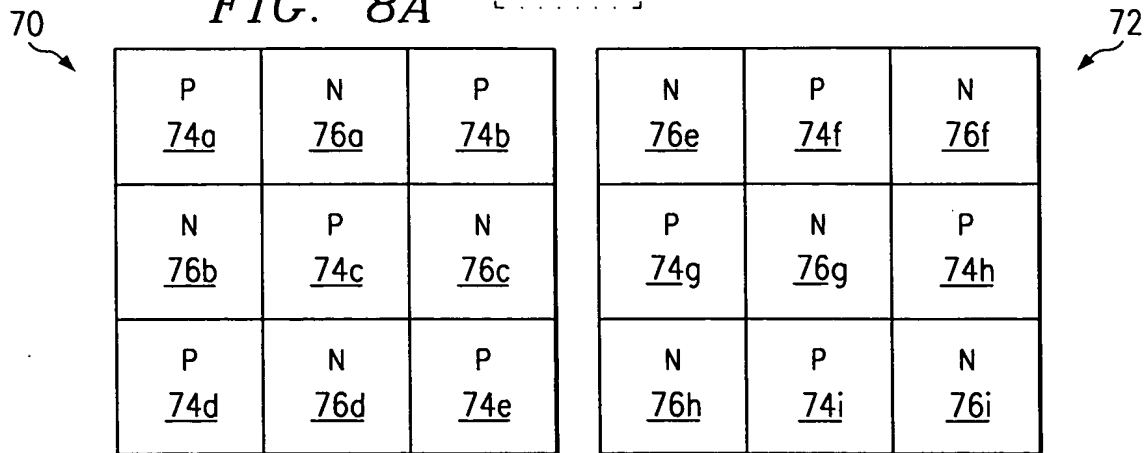 FIG. 8A
70
72
P N P N P N
74a 76a 74b 76e 74f 76f
N P N P N P
76b 74c 76c 74g 76g 74h
P N P N P N
74d 76d 74e 76h 74i 76i